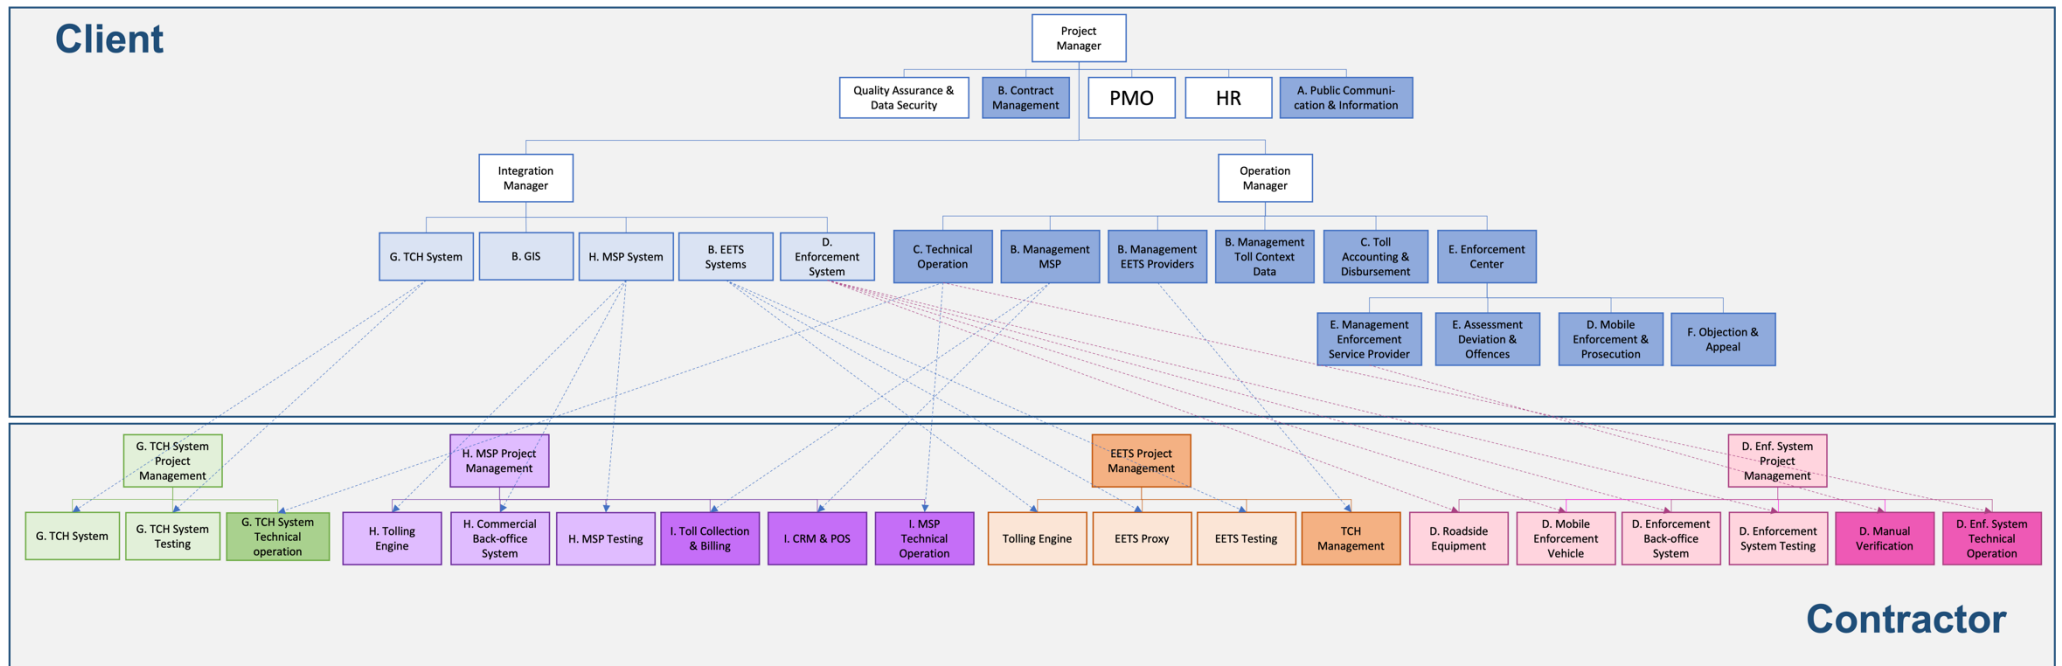 Client
Project
Manager
Quality Assurance &
Data Security
B. Contract
Management
PMO
HR
A. Public Communi-
cation & Information
Integration
Manager
Operation
Manager
G. TCH System
B. GIS
H. MSP System
B. EETS
Systems
D.
Enforcement
System
C. Technical
Operation
B. Management
MSP
B. Management
EETS Providers
B. Management
Toll Context
Data
C. Toll
Accounting &
Disbursement
E. Enforcement
Center
E. Management
Enforcement
Service Provider
E. Assessment
Deviation &
Offences
D. Mobile
Enforcement &
Prosecution
F. Objection &
Appeal
G. TCH System
Project
Management
H. MSP Project
Management
EETS Project
Management
D. Enf. System
Project
Management
G. TCH System
G. TCH System
Testing
G. TCH System
Technical
operation
H. Tolling
Engine
H. Commercial
Back-office
System
H. MSP Testing
I. Toll Collection
& Billing
I. CRM & POS
I. MSP
Technical
Operation
Tolling Engine
EETS Proxy
EETS Testing
TCH
Management
D. Roadside
Equipment
D. Mobile
Enforcement
Vehicle
D. Enforcement
Back-office
System
D. Enforcement
System Testing
D. Manual
Verification
D. Enf. System
Technical
Operation
Contractor